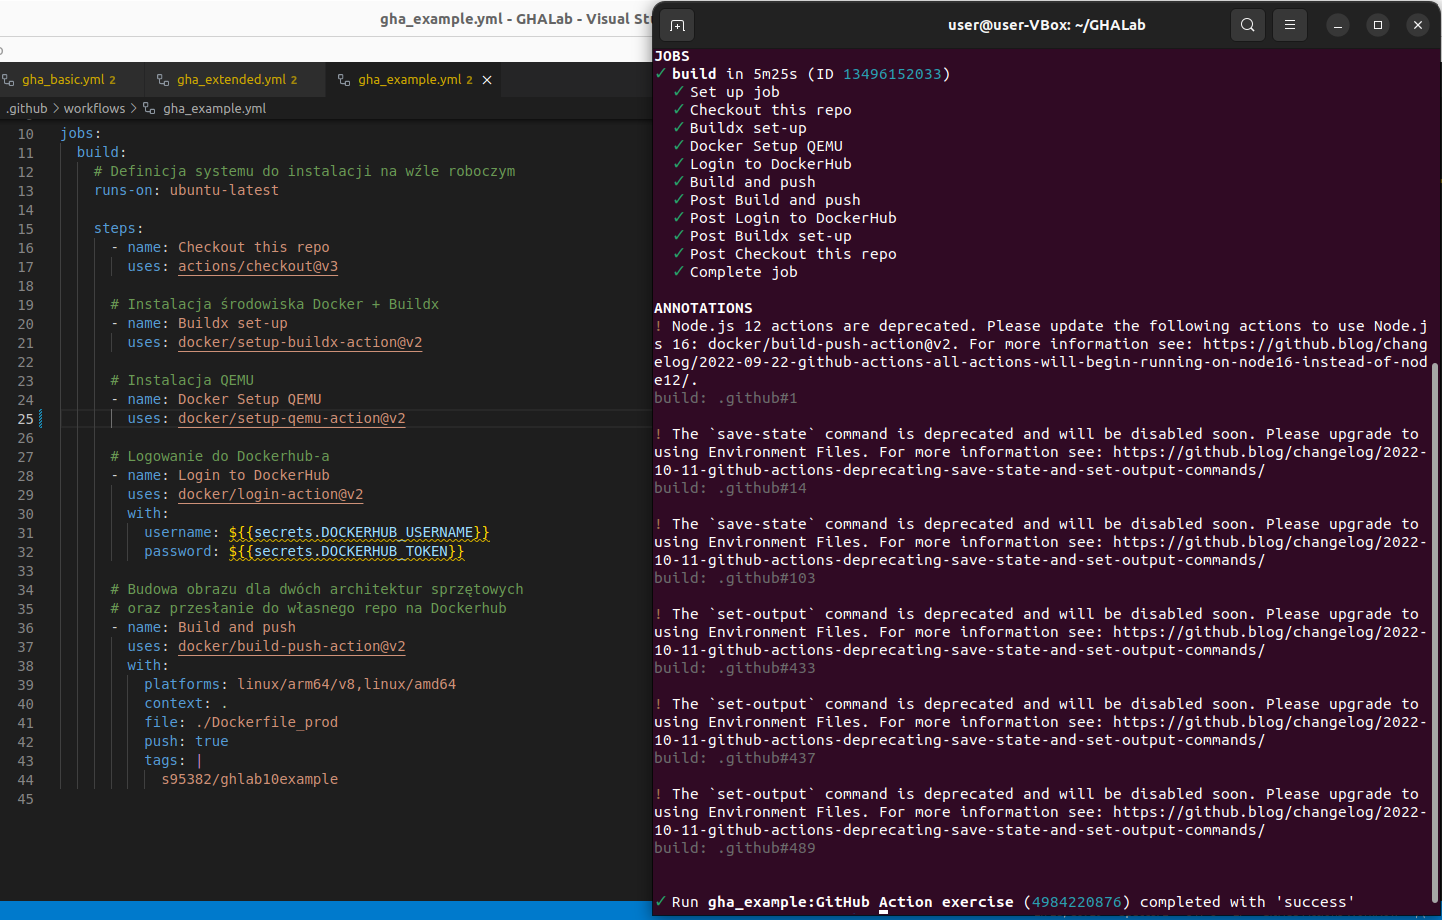 gha_example.yml - GHALab - Visual Stu
gha_basic.yml 2
gha_extended.yml 2
gha_example.yml 2
.github > workflows > gha_example.yml
10 jobs:
11 build:
12 # Definicja systemu do instalacji na wźle roboczym
13 runs-on: ubuntu-latest
14
15 steps:
16 - name: Checkout this repo
17 uses: actions/checkout@v3
18
19 # Instalacja środowiska Docker + Buildx
20 - name: Buildx set-up
21 uses: docker/setup-buildx-action@v2
22
23 # Instalacja QEMU
24 - name: Docker Setup QEMU
25 uses: docker/setup-qemu-action@v2
26
27 # Logowanie do Dockerhub-a
28 - name: Login to DockerHub
29 uses: docker/login-action@v2
30 with:
31 username: ${{secrets.DOCKERHUB_USERNAME}}
32 password: ${{secrets.DOCKERHUB_TOKEN}}
33
34 # Budowa obrazu dla dwóch architektur sprzętowych
35 # oraz przesłanie do własnego repo na Dockerhub
36 - name: Build and push
37 uses: docker/build-push-action@v2
38 with:
39 platforms: linux/arm64/v8,linux/amd64
40 context: .
41 file: ./Dockerfile_prod
42 push: true
43 tags: |
44 s95382/ghlab10example
45
user@user-VBox: ~/GHALab
JOBS
✓ build in 5m25s (ID 13496152033)
✓ Set up job
✓ Checkout this repo
✓ Buildx set-up
✓ Docker Setup QEMU
✓ Login to DockerHub
✓ Build and push
✓ Post Build and push
✓ Post Login to DockerHub
✓ Post Buildx set-up
✓ Post Checkout this repo
✓ Complete job
ANNOTATIONS
! Node.js 12 actions are deprecated. Please update the following actions to use Node.j
s 16: docker/build-push-action@v2. For more information see: https://github.blog/chang
elog/2022-09-22-github-actions-all-actions-will-begin-running-on-node16-instead-of-nod
e12/.
build: .github#1
! The `save-state` command is deprecated and will be disabled soon. Please upgrade to
using Environment Files. For more information see: https://github.blog/changelog/2022-
10-11-github-actions-deprecating-save-state-and-set-output-commands/
build: .github#14
! The `save-state` command is deprecated and will be disabled soon. Please upgrade to
using Environment Files. For more information see: https://github.blog/changelog/2022-
10-11-github-actions-deprecating-save-state-and-set-output-commands/
build: .github#103
! The `set-output` command is deprecated and will be disabled soon. Please upgrade to
using Environment Files. For more information see: https://github.blog/changelog/2022-
10-11-github-actions-deprecating-save-state-and-set-output-commands/
build: .github#433
! The `set-output` command is deprecated and will be disabled soon. Please upgrade to
using Environment Files. For more information see: https://github.blog/changelog/2022-
10-11-github-actions-deprecating-save-state-and-set-output-commands/
build: .github#437
! The `set-output` command is deprecated and will be disabled soon. Please upgrade to
using Environment Files. For more information see: https://github.blog/changelog/2022-
10-11-github-actions-deprecating-save-state-and-set-output-commands/
build: .github#489
✓ Run gha_example:GitHub Action exercise (4984220876) completed with 'success'